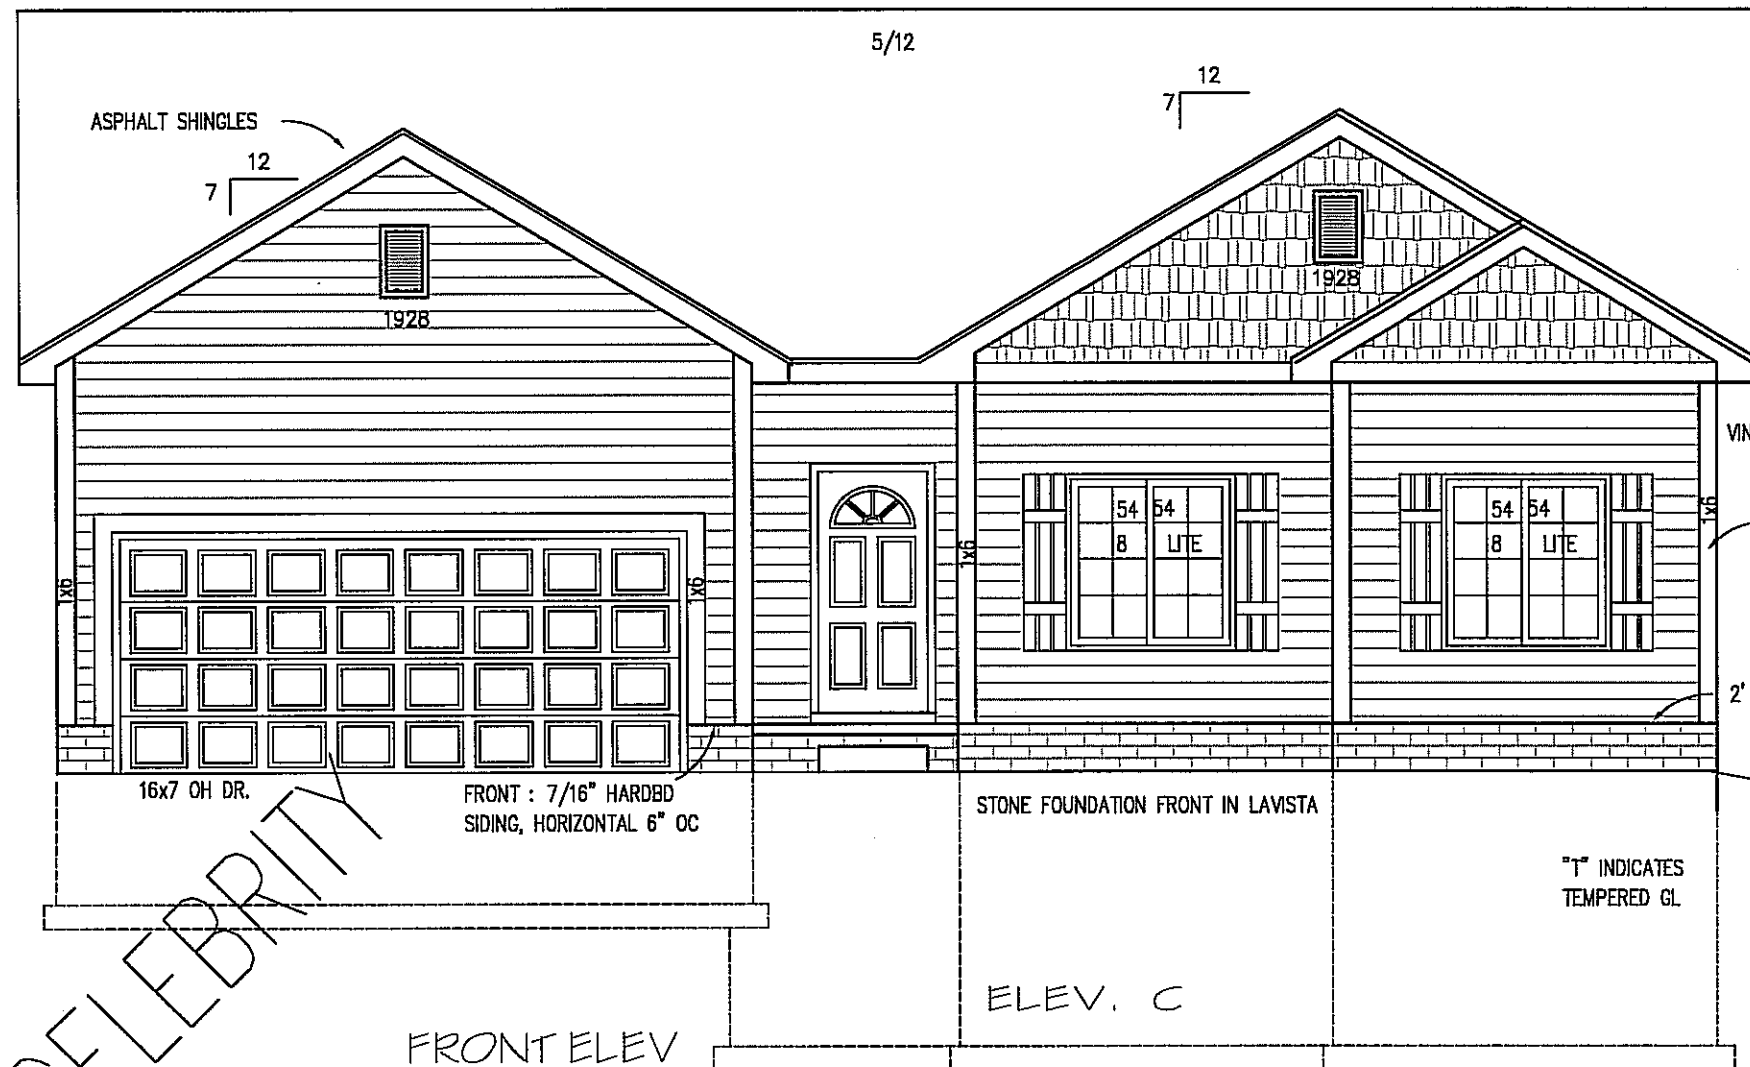 5/12
12
7
ASPHALT SHINGLES
12
7
1928
1928
VIN
54 54
8 LITE
54 54
8 LITE
1x6
1x6
1x6
1x6
2'
16x7 OH DR.
FRONT : 7/16" HARDBD
SIDING, HORIZONTAL 6" OC
STONE FOUNDATION FRONT IN LAVISTA
"T" INDICATES
TEMPERED GL
CELEBRITY
ELEV. C
FRONT ELEV